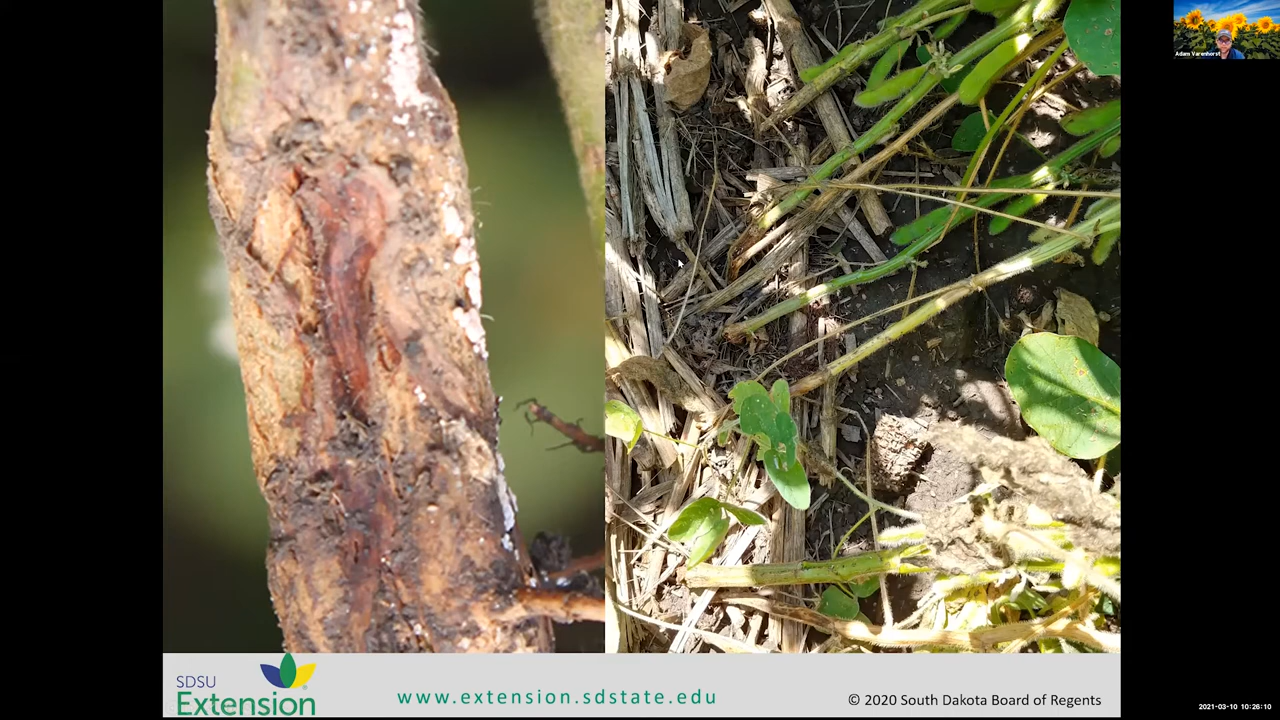 Adam Varenhorst
SDSU
Extension
www.extension.sdstate.edu
© 2020 South Dakota Board of Regents
2021-03-10 10:26:10